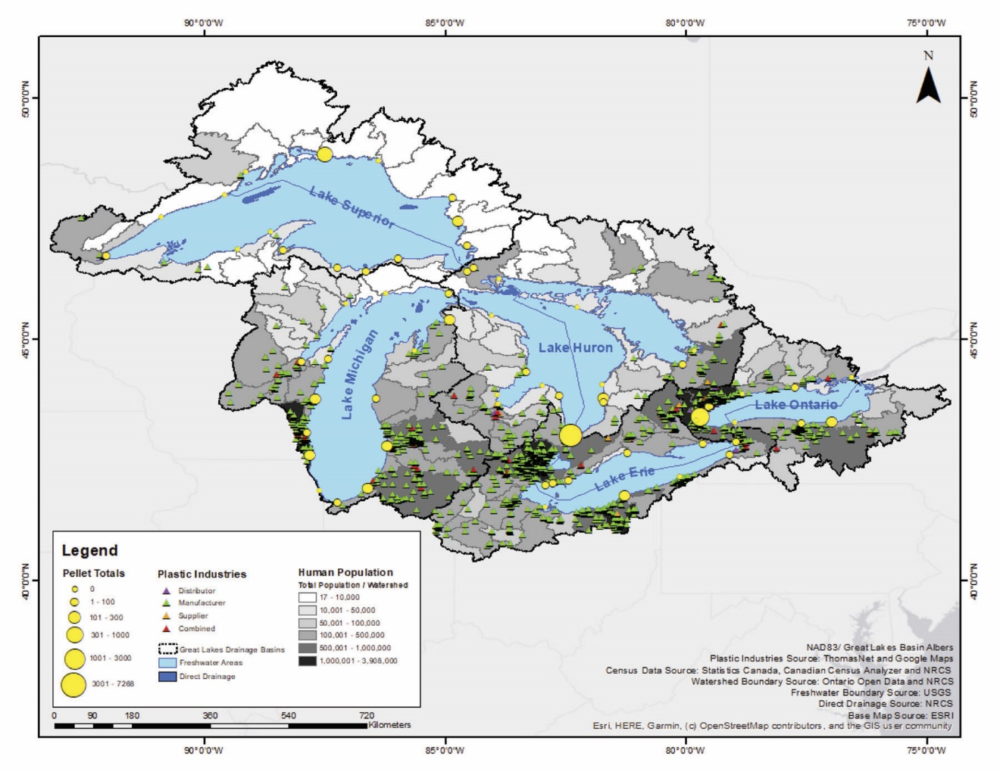 90°0'0"W 85°0'0"W 80°0'0"W 75°0'0"W
N
50°0'0"N 50°0'0"N
Lake Superior
45°0'0"N 45°0'0"N
Lake Michigan
Lake Huron
Lake Ontario
Lake Erie
40°0'0"N 40°0'0"N
Legend
Pellet Totals
0
1 - 100
101 - 300
301 - 1000
1001 - 3000
3001 - 7268
Plastic Industries
Distributor
Manufacturer
Supplier
Combined
Great Lakes Drainage Basins
Freshwater Areas
Direct Drainage
Human Population
Total Population / Watershed
17 - 10,000
10,001 - 50,000
50,001 - 100,000
100,001 - 500,000
500,001 - 1,000,000
1,000,001 - 3,908,000
0 90 180 360 540 720
Kilometers
NAD83/ Great Lakes Basin Albers
Plastic Industries Source: ThomasNet and Google Maps
Census Data Source: Statistics Canada, Canadian Census Analyzer and NRCS
Watershed Boundary Source: Ontario Open Data and NRCS
Freshwater Boundary Source: USGS
Direct Drainage Source: NRCS
Base Map Source: ESRI
Esri, HERE, Garmin, (c) OpenStreetMap contributors, and the GIS user community
90°0'0"W 85°0'0"W 80°0'0"W 75°0'0"W